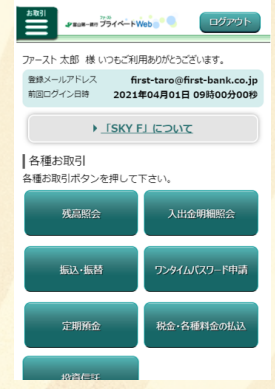 お取引
富山第一銀行 ファースト プライベートWeb
ログアウト
ファースト 太郎 様 いつもご利用ありがとうございます。
登録メールアドレス first-taro@first-bank.co.jp
前回ログイン日時 2021年04月01日 09時00分00秒
「SKY F」について
各種お取引
各種お取引ボタンを押して下さい。
残高照会 入出金明細照会
振込・振替 ワンタイムパスワード申請
定期預金 税金・各種料金の払込
投資信託